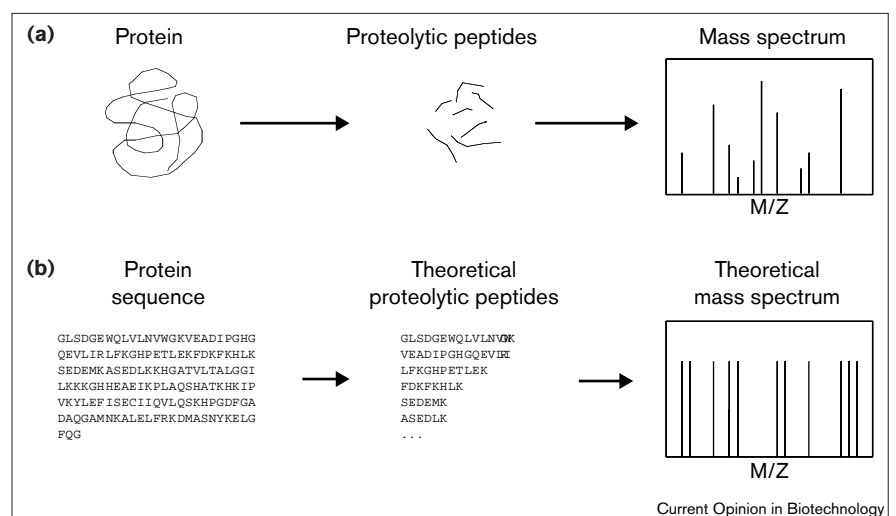 (a)
Protein
Proteolytic peptides
Mass spectrum
M/Z
(b)
Protein
sequence
Theoretical
proteolytic peptides
Theoretical
mass spectrum
GLSDGEWQLVLNVWGKVEADIPGHG
QEVLIRLFKGHPETLEKFDKFKHLK
SEDEMKASEDLKKHGATVLTALGGI
LKKKGHHEAEIKPLAQSHATKHKIP
VKYLEFISECIIQVLQSKHPGDFGA
DAQGAMNKALELFRKDMASNYKELG
FQG
LFKGHPETLEK
FDKFKHLK
SEDEMK
ASEDLK
...
M/Z
Current Opinion in Biotechnology